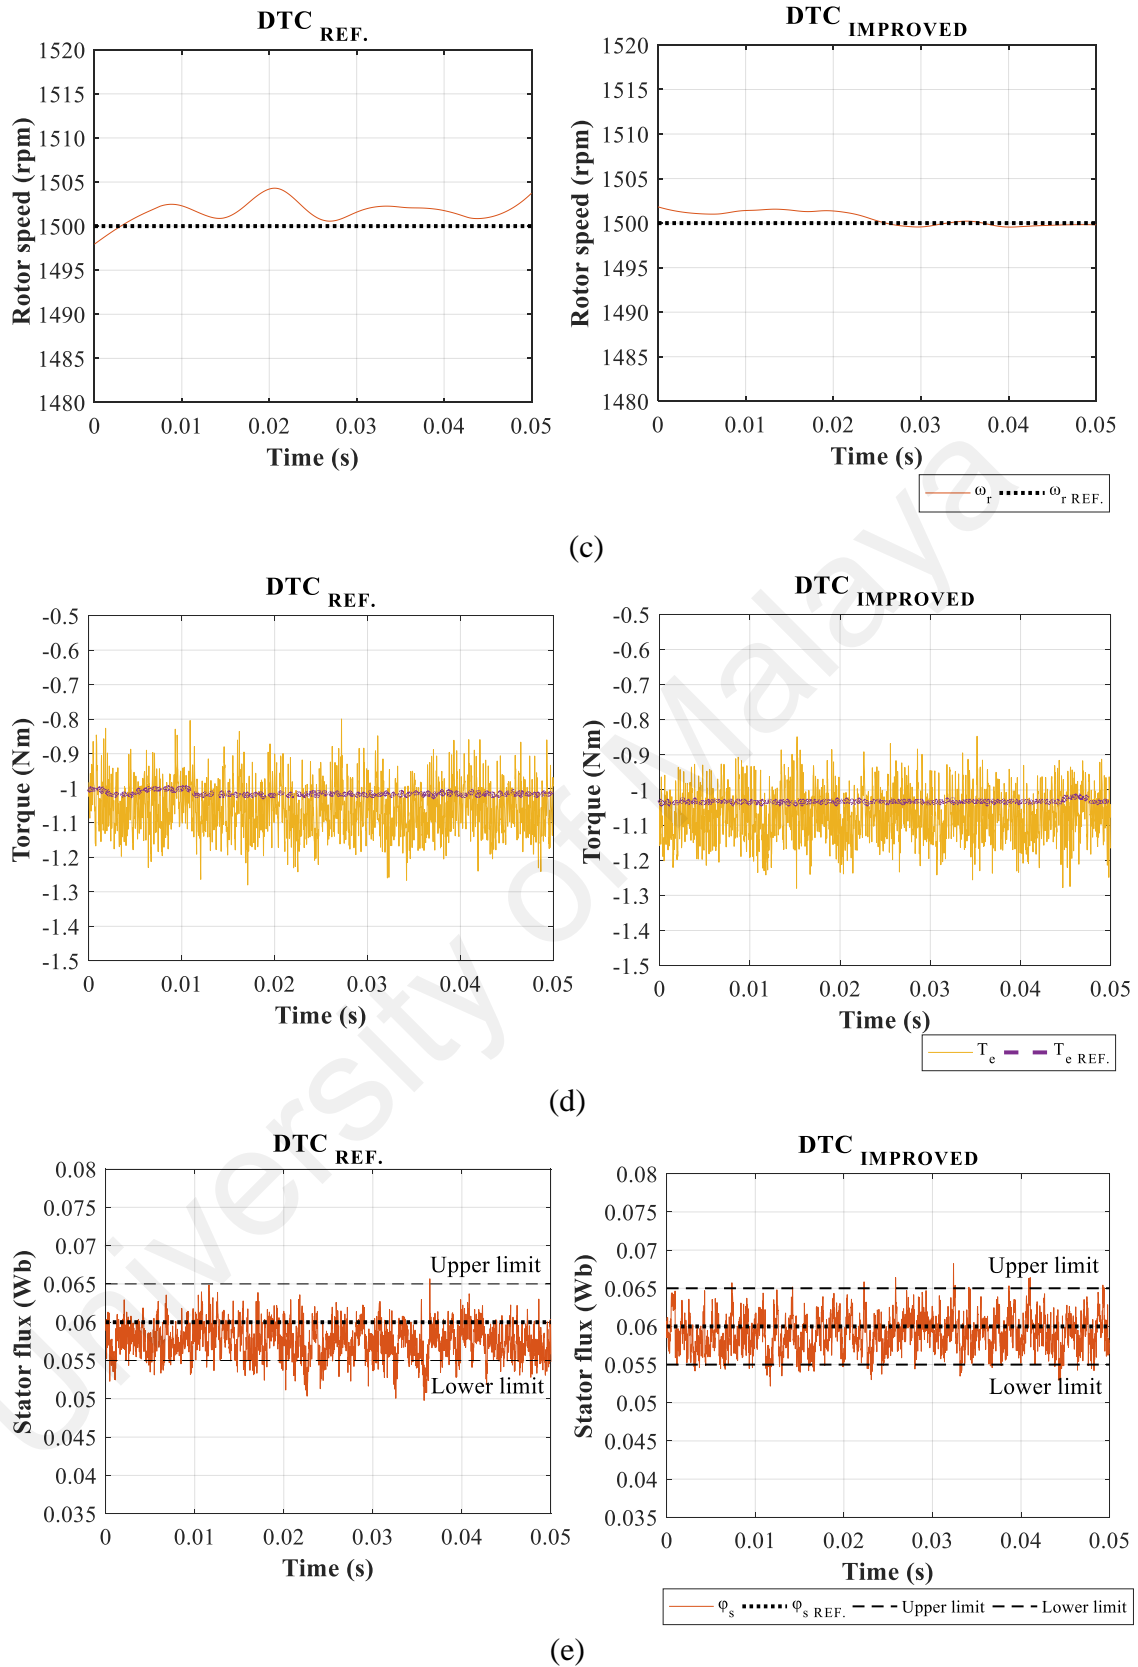 DTC REF.
DTC IMPROVED
1520
1515
1510
1505
1500
1495
1490
1485
1480
Rotor speed (rpm)
0 0.01 0.02 0.03 0.04 0.05
Time (s)
1520
1515
1510
1505
1500
1495
1490
1485
1480
Rotor speed (rpm)
0 0.01 0.02 0.03 0.04 0.05
Time (s)
ωr ωr REF.
(c)
DTC REF.
DTC IMPROVED
-0.5
-0.6
-0.7
-0.8
-0.9
-1
-1.1
-1.2
-1.3
-1.4
-1.5
Torque (Nm)
0 0.01 0.02 0.03 0.04 0.05
Time (s)
-0.5
-0.6
-0.7
-0.8
-0.9
-1
-1.1
-1.2
-1.3
-1.4
-1.5
Torque (Nm)
0 0.01 0.02 0.03 0.04 0.05
Time (s)
Te Te REF.
(d)
DTC REF.
DTC IMPROVED
0.08
0.075
0.07
0.065
0.06
0.055
0.05
0.045
0.04
0.035
Stator flux (Wb)
Upper limit
Lower limit
0 0.01 0.02 0.03 0.04 0.05
Time (s)
0.08
0.075
0.07
0.065
0.06
0.055
0.05
0.045
0.04
0.035
Stator flux (Wb)
Upper limit
Lower limit
0 0.01 0.02 0.03 0.04 0.05
Time (s)
φs φs REF. Upper limit Lower limit
(e)
University of Malaya